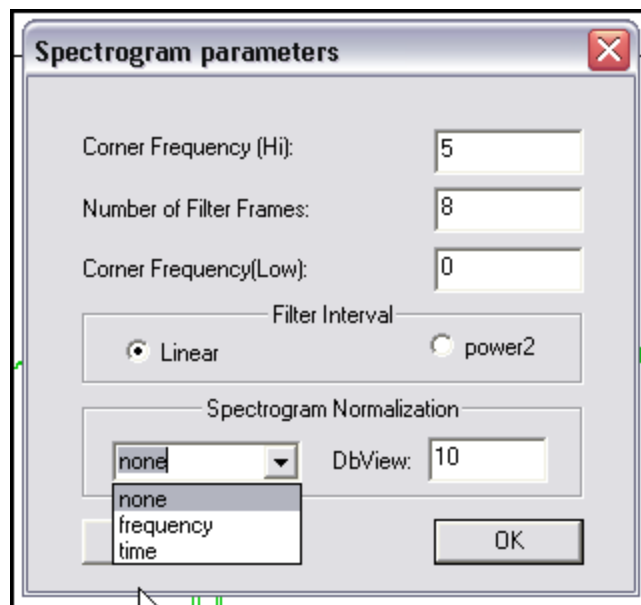 Spectrogram parameters
Corner Frequency (Hi): 5
Number of Filter Frames: 8
Corner Frequency(Low): 0
Filter Interval
Linear power2
Spectrogram Normalization
none DbView: 10
none
frequency
time
OK